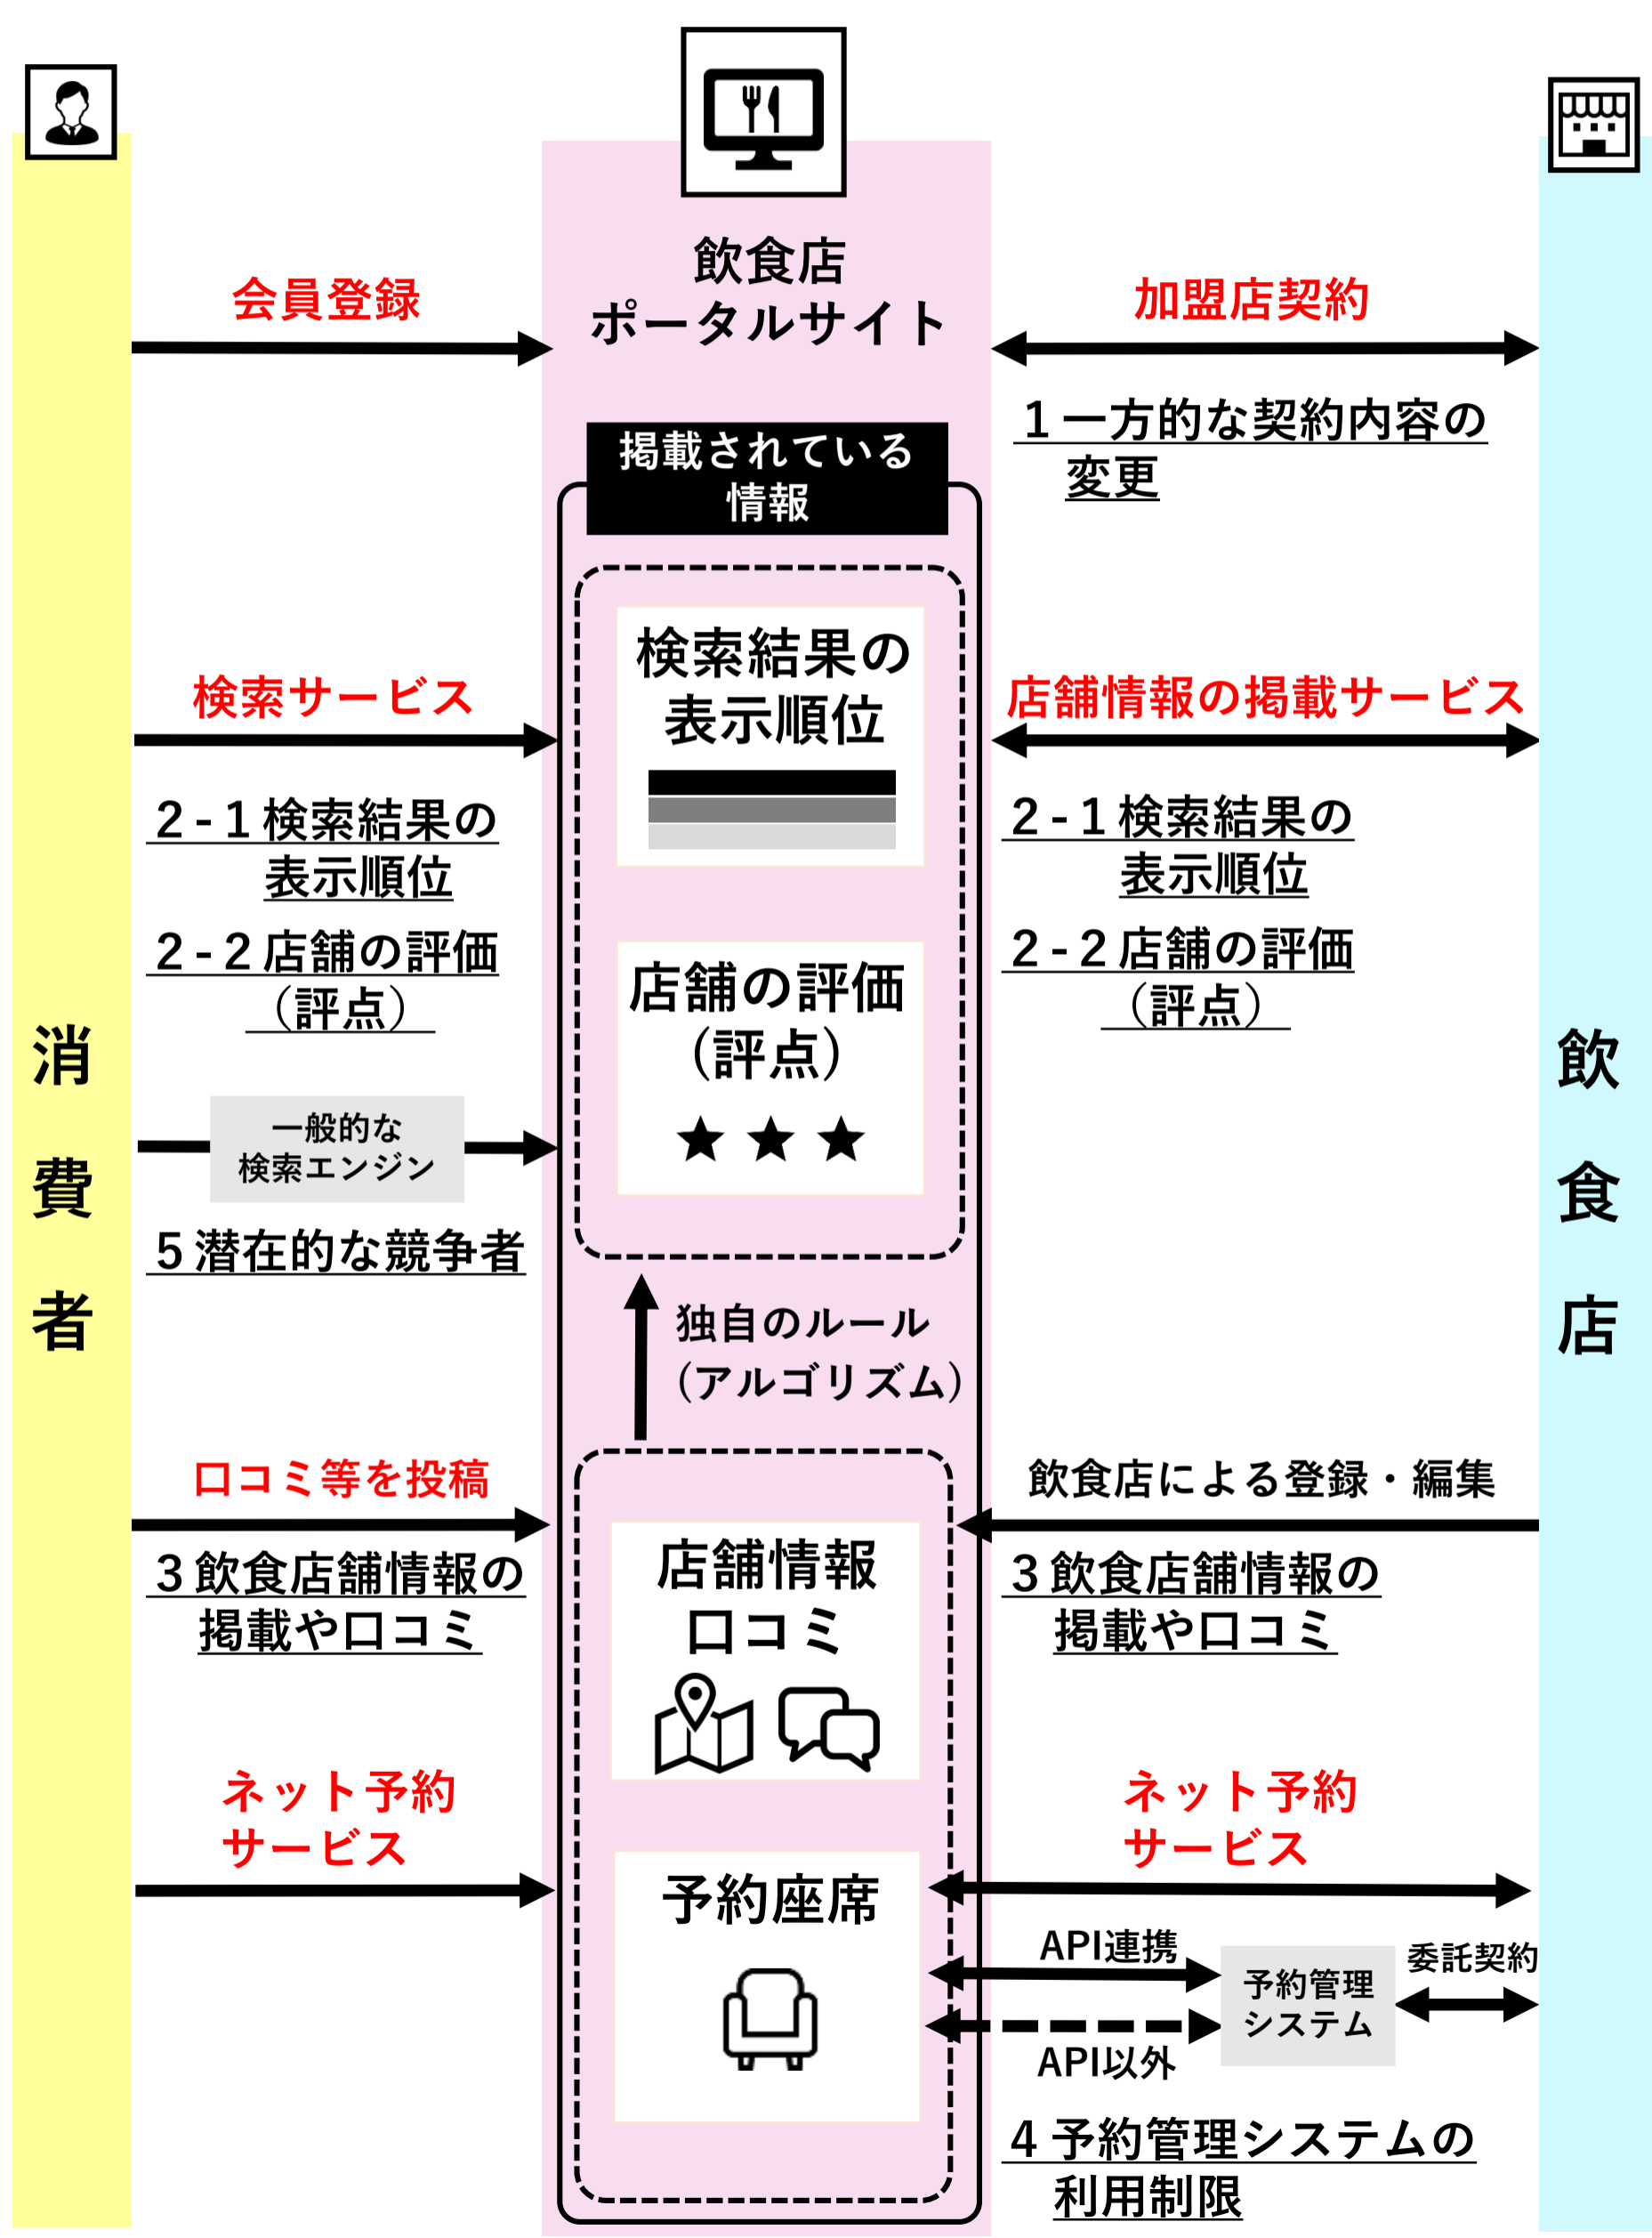 飲食店
ポータルサイト
会員登録
加盟店契約
1 一方的な契約内容の
変更
掲載されている
情報
検索結果の
表示順位
検索サービス
店舗情報の掲載サービス
2 - 1 検索結果の
表示順位
2 - 2 店舗の評価
（評点）
2 - 1 検索結果の
表示順位
2 - 2 店舗の評価
（評点）
店舗の評価
（評点）
消費者
飲食店
一般的な
検索エンジン
5 潜在的な競争者
独自のルール
（アルゴリズム）
口コミ等を投稿
飲食店による登録・編集
3 飲食店舗情報の
掲載や口コミ
店舗情報
口コミ
3 飲食店舗情報の
掲載や口コミ
ネット予約
サービス
ネット予約
サービス
予約座席
API連携
予約管理
システム
委託契約
API以外
4 予約管理システムの
利用制限